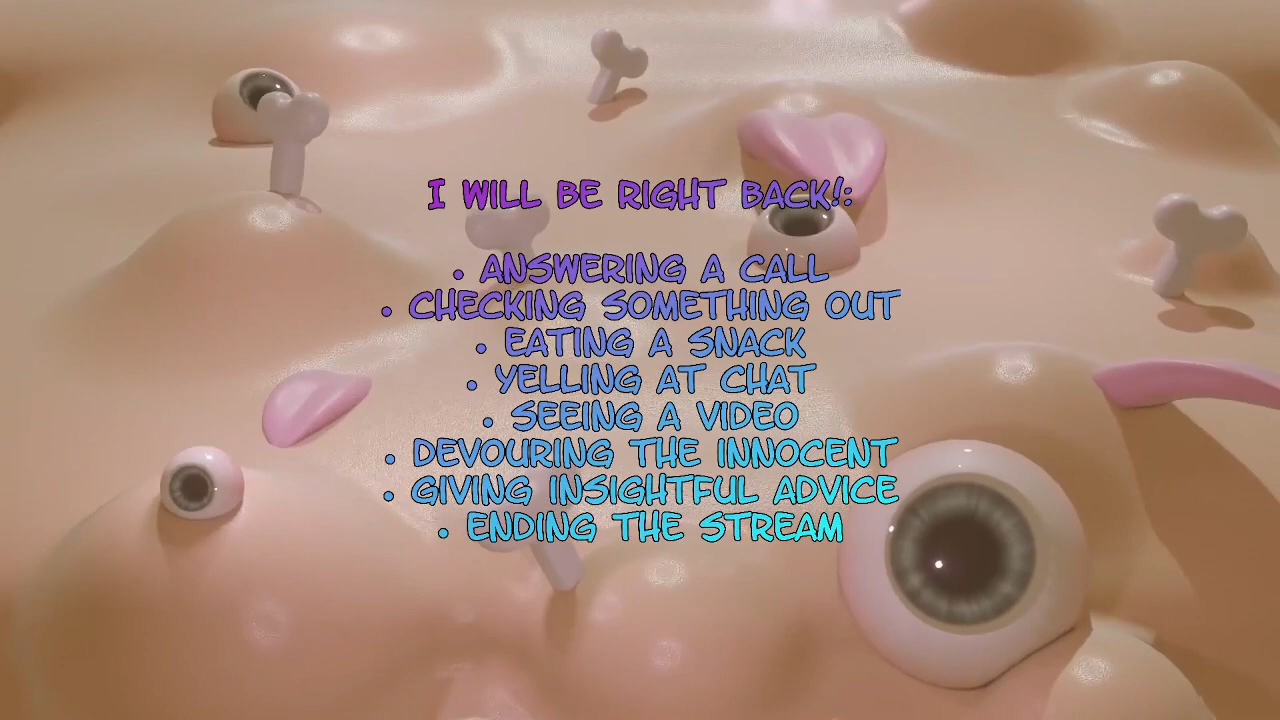 I WILL BE RIGHT BACK!:
• ANSWERING A CALL
• CHECKING SOMETHING OUT
• EATING A SNACK
• YELLING AT CHAT
• SEEING A VIDEO
• DEVOURING THE INNOCENT
• GIVING INSIGHTFUL ADVICE
• ENDING THE STREAM